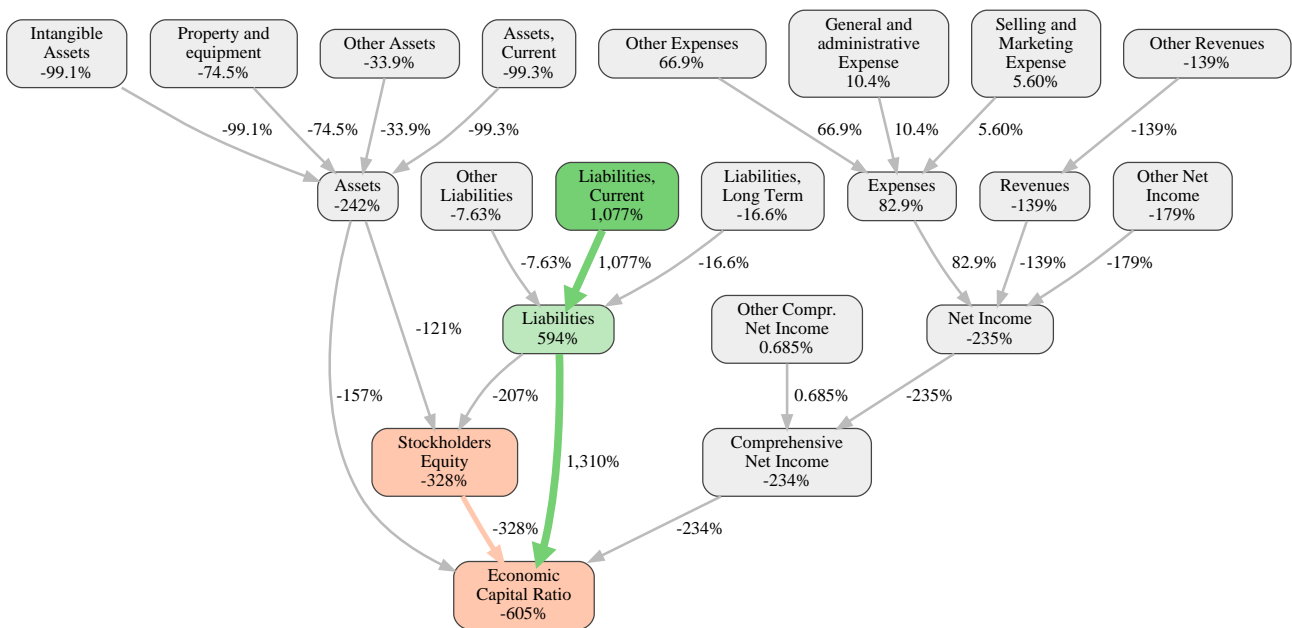 Intangible
Assets
-99.1%
Property and
equipment
-74.5%
Other Assets
-33.9%
Assets,
Current
-99.3%
Other Expenses
66.9%
General and
administrative
Expense
10.4%
Selling and
Marketing
Expense
5.60%
Other Revenues
-139%
-99.1%
-74.5%
-33.9%
-99.3%
66.9%
10.4%
5.60%
-139%
Assets
-242%
Other
Liabilities
-7.63%
Liabilities,
Current
1,077%
Liabilities,
Long Term
-16.6%
Expenses
82.9%
Revenues
-139%
Other Net
Income
-179%
-7.63%
1,077%
-16.6%
82.9%
-139%
-179%
-121%
Liabilities
594%
Other Compr.
Net Income
0.685%
Net Income
-235%
-157%
-207%
0.685%
-235%
Stockholders
Equity
-328%
1,310%
Comprehensive
Net Income
-234%
-328%
-234%
Economic
Capital Ratio
-605%